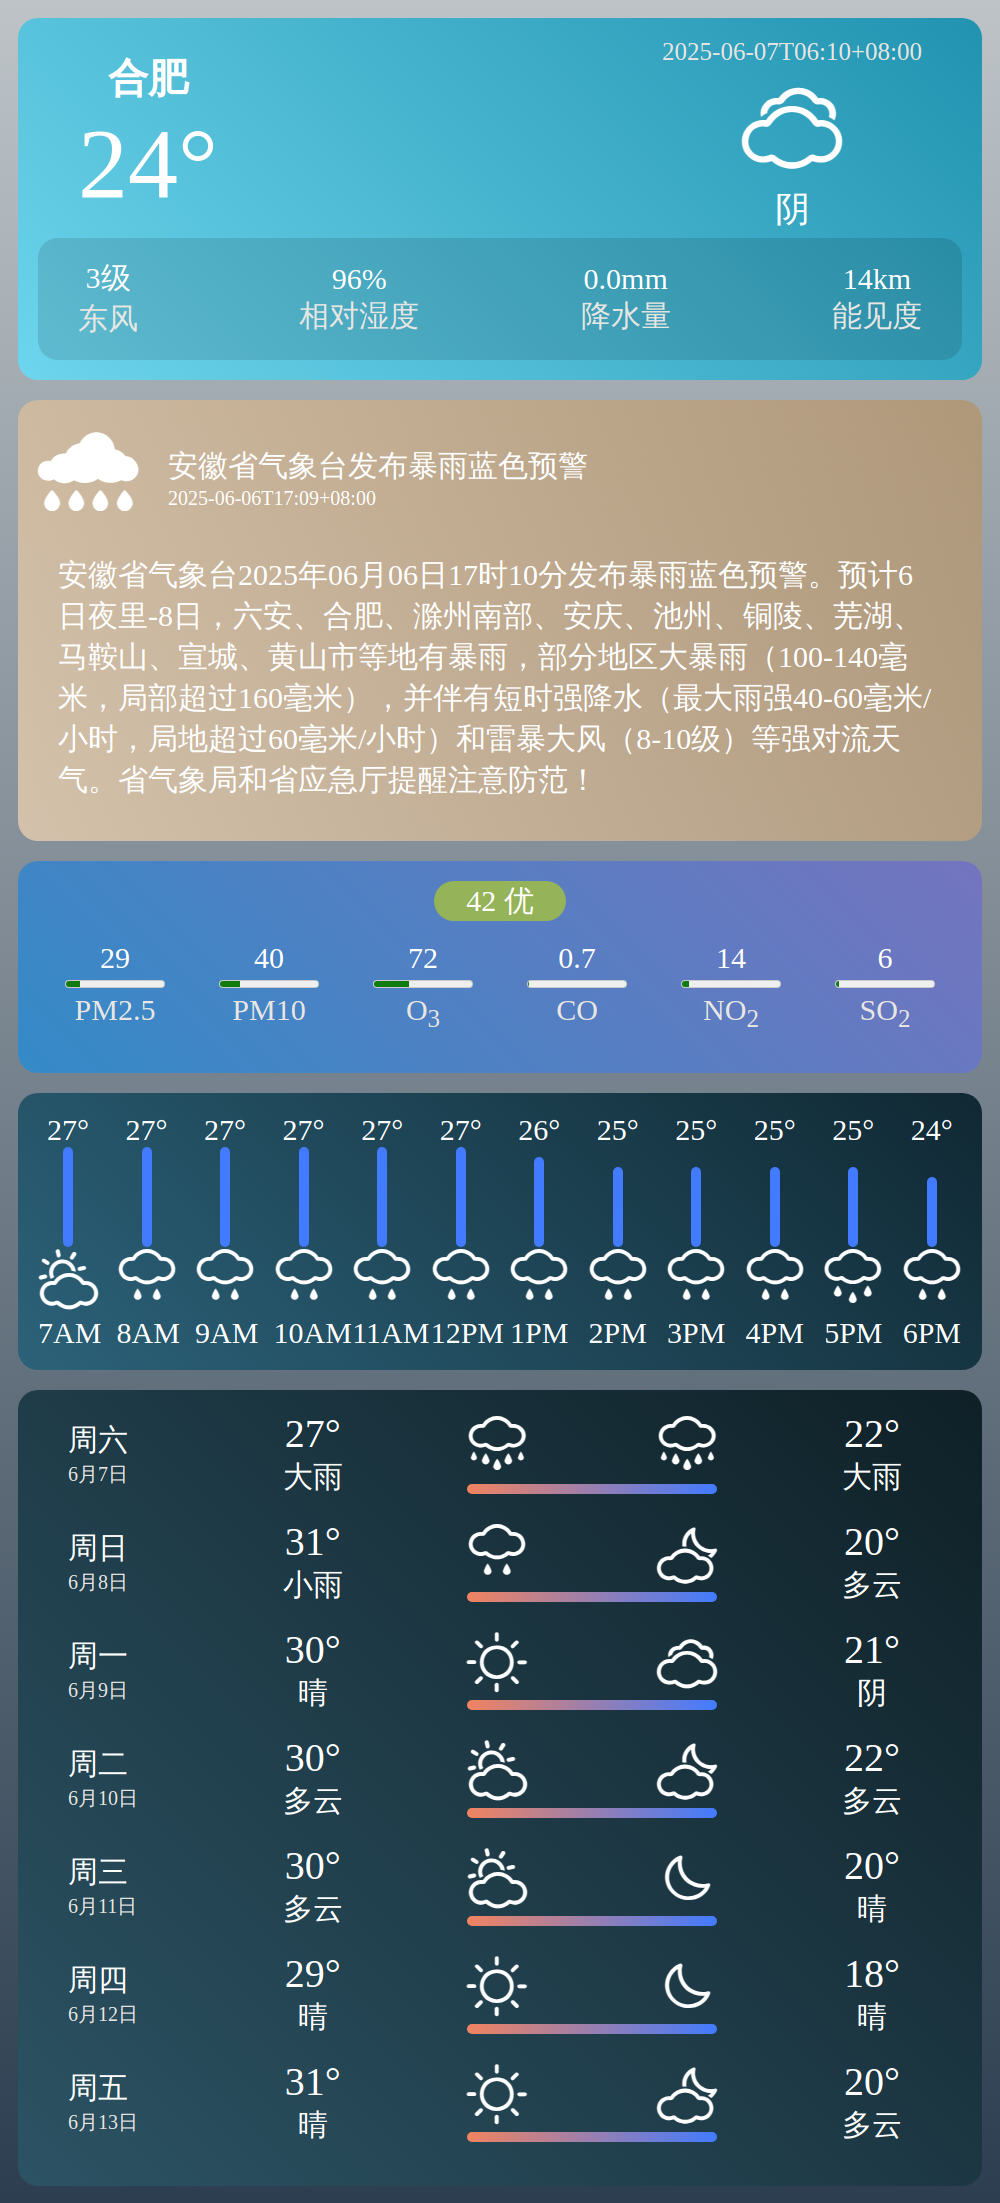 合肥
2025-06-07T06:10+08:00
24°
阴
3级 96% 0.0mm 14km
东风 相对湿度 降水量 能见度
安徽省气象台发布暴雨蓝色预警
2025-06-06T17:09+08:00
安徽省气象台2025年06月06日17时10分发布暴雨蓝色预警。预计6
日夜里-8日，六安、合肥、滁州南部、安庆、池州、铜陵、芜湖、
马鞍山、宣城、黄山市等地有暴雨，部分地区大暴雨（100-140毫
米，局部超过160毫米），并伴有短时强降水（最大雨强40-60毫米/
小时，局地超过60毫米/小时）和雷暴大风（8-10级）等强对流天
气。省气象局和省应急厅提醒注意防范！
42 优
29 40 72 0.7 14 6
PM2.5 PM10 O3 CO NO2 SO2
27° 27° 27° 27° 27° 27° 26° 25° 25° 25° 25° 24°
7AM 8AM 9AM 10AM 11AM 12PM 1PM 2PM 3PM 4PM 5PM 6PM
周六 27° 22°
6月7日 大雨 大雨
周日 31° 20°
6月8日 小雨 多云
周一 30° 21°
6月9日 晴 阴
周二 30° 22°
6月10日 多云 多云
周三 30° 20°
6月11日 多云 晴
周四 29° 18°
6月12日 晴 晴
周五 31° 20°
6月13日 晴 多云